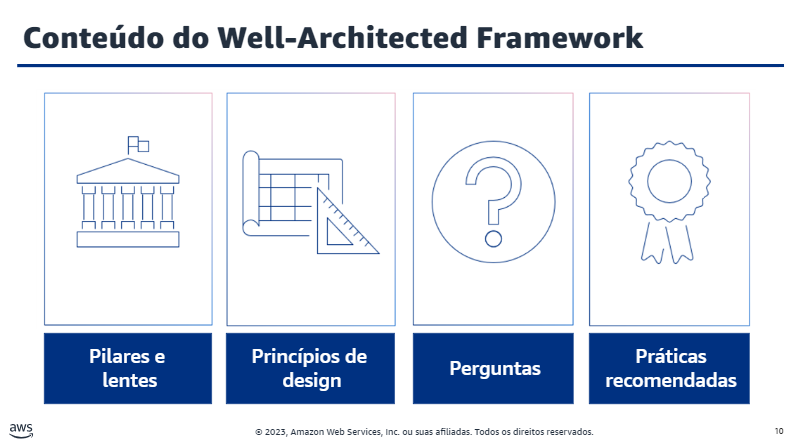 Conteúdo do Well-Architected Framework
Pilares e
lentes
Princípios de
design
Perguntas
Práticas
recomendadas
aws
© 2023, Amazon Web Services, Inc. ou suas afiliadas. Todos os direitos reservados.
10